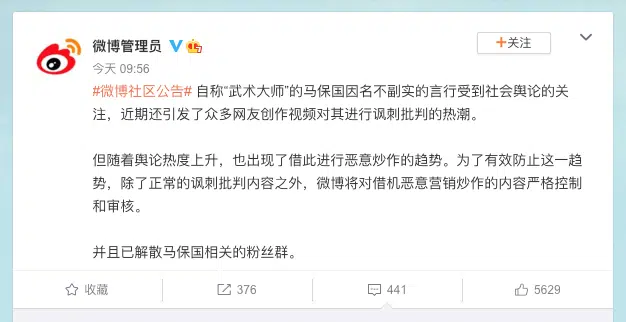 微博管理员
+关注
今天 09:56
#微博社区公告# 自称“武术大师”的马保国因名不副实的言行受到社会舆论的关
注，近期还引发了众多网友创作视频对其进行讽刺批判的热潮。
但随着舆论热度上升，也出现了借此进行恶意炒作的趋势。为了有效防止这一趋
势，除了正常的讽刺批判内容之外，微博将对借机恶意营销炒作的内容严格控制
和审核。
并且已解散马保国相关的粉丝群。
收藏
376
441
5629